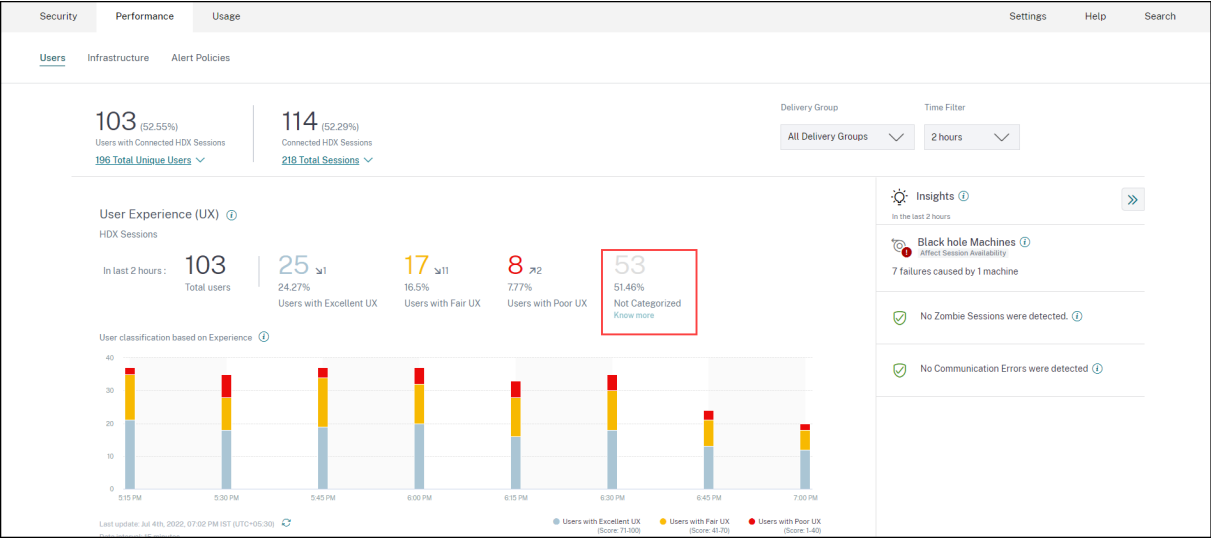 Security Performance Usage Settings Help Search
Users Infrastructure Alert Policies
103 (52.55%)
Users with Connected HDX Sessions
196 Total Unique Users
114 (52.29%)
Connected HDX Sessions
218 Total Sessions
Delivery Group
All Delivery Groups
Time Filter
2 hours
User Experience (UX)
HDX Sessions
In last 2 hours :
103
Total users
25 1
24.27%
Users with Excellent UX
17 11
16.5%
Users with Fair UX
8 2
7.77%
Users with Poor UX
53
51.46%
Not Categorized
Know more
User classification based on Experience
40
30
20
10
0
5:15 PM 5:30 PM 5:45 PM 6:00 PM 6:15 PM 6:30 PM 6:45 PM 7:00 PM
Last update: Jul 4th, 2022, 07:02 PM IST (UTC+05:30)
Users with Excellent UX
(Score: 71-100)
Users with Fair UX
(Score: 41-70)
Users with Poor UX
(Score: 1-40)
Insights
In the last 2 hours
Black hole Machines
Affect Session Availability
7 failures caused by 1 machine
No Zombie Sessions were detected.
No Communication Errors were detected